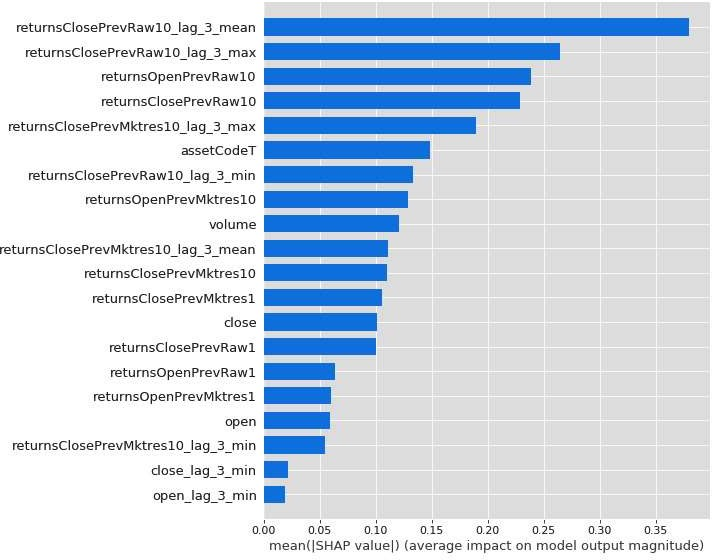 returnsClosePrevRaw10_lag_3_mean
returnsClosePrevRaw10_lag_3_max
returnsOpenPrevRaw10
returnsClosePrevRaw10
returnsClosePrevMktres10_lag_3_max
assetCodeT
returnsClosePrevRaw10_lag_3_min
returnsOpenPrevMktres10
volume
returnsClosePrevMktres10_lag_3_mean
returnsClosePrevMktres10
returnsClosePrevMktres1
close
returnsClosePrevRaw1
returnsOpenPrevRaw1
returnsOpenPrevMktres1
open
returnsClosePrevMktres10_lag_3_min
close_lag_3_min
open_lag_3_min
0.00 0.05 0.10 0.15 0.20 0.25 0.30 0.35
mean(|SHAP value|) (average impact on model output magnitude)